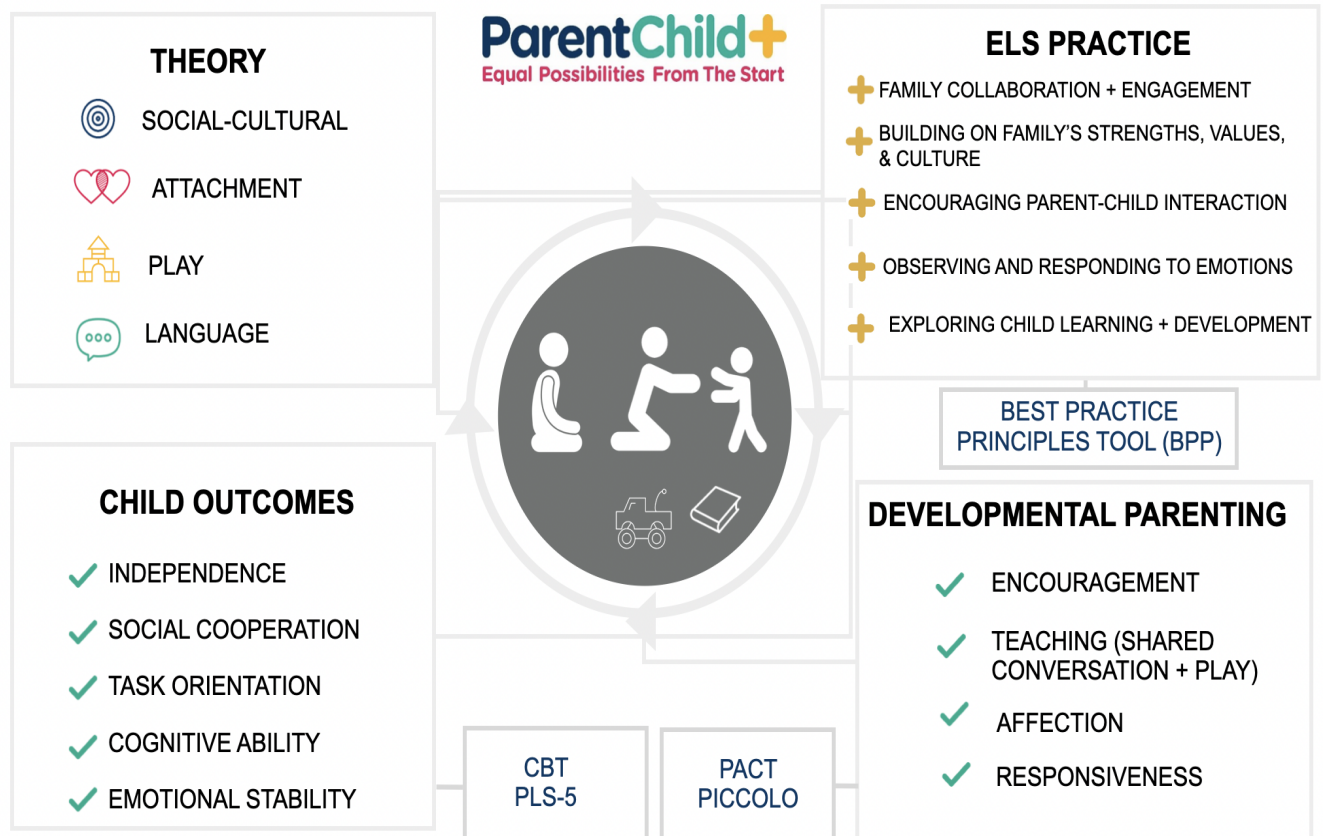 ParentChild+
Equal Possibilities From The Start
THEORY
SOCIAL-CULTURAL
ATTACHMENT
PLAY
LANGUAGE
ELS PRACTICE
FAMILY COLLABORATION + ENGAGEMENT
BUILDING ON FAMILY'S STRENGTHS, VALUES,
& CULTURE
ENCOURAGING PARENT-CHILD INTERACTION
OBSERVING AND RESPONDING TO EMOTIONS
EXPLORING CHILD LEARNING + DEVELOPMENT
BEST PRACTICE
PRINCIPLES TOOL (BPP)
CHILD OUTCOMES
INDEPENDENCE
SOCIAL COOPERATION
TASK ORIENTATION
COGNITIVE ABILITY
EMOTIONAL STABILITY
CBT
PLS-5
PACT
PICCOLO
DEVELOPMENTAL PARENTING
ENCOURAGEMENT
TEACHING (SHARED
CONVERSATION + PLAY)
AFFECTION
RESPONSIVENESS